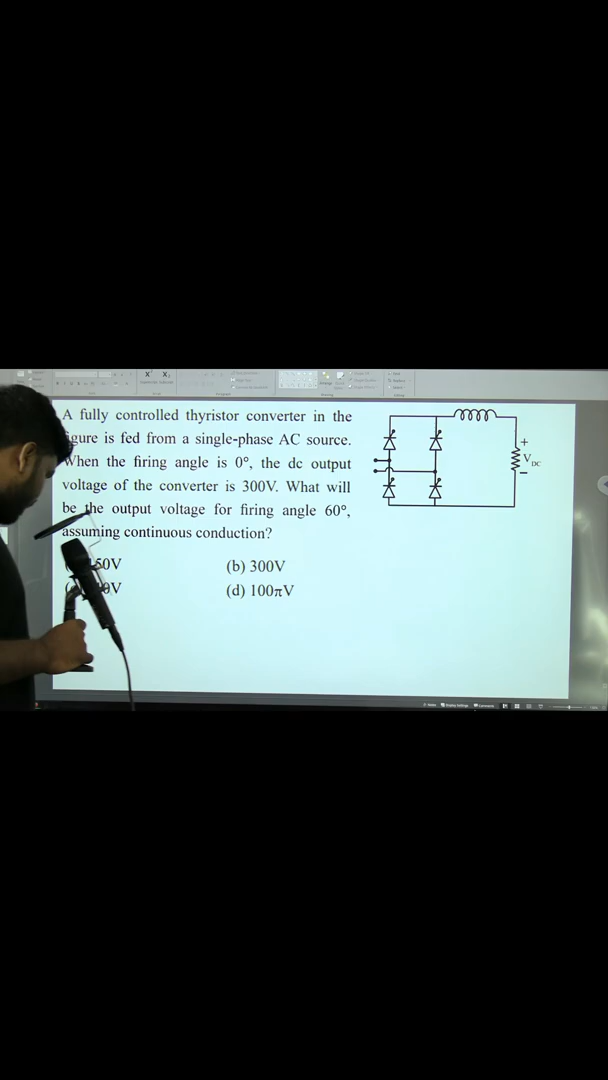 A fully controlled thyristor converter in the
figure is fed from a single-phase AC source.
When the firing angle is 0°, the dc output
voltage of the converter is 300V. What will
be the output voltage for firing angle 60°,
assuming continuous conduction?
50V (b) 300V
V (d) 100πV
+
V DC
−